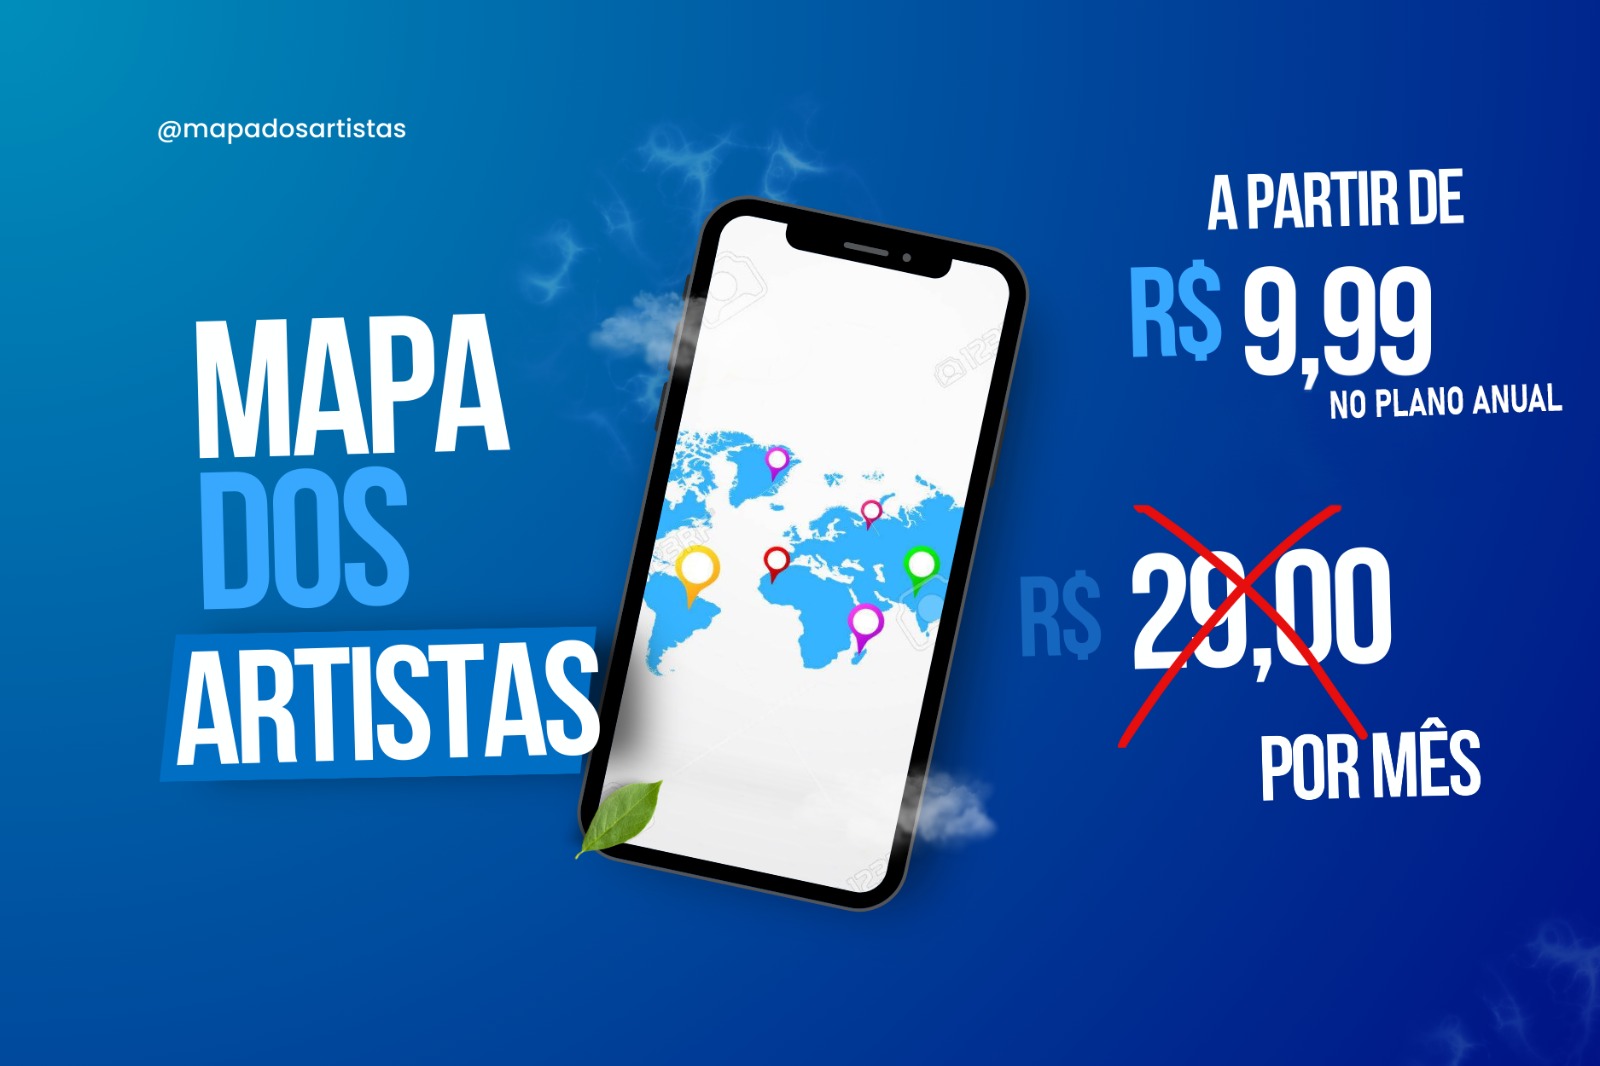 @mapadosartistas
MAPA
DOS
ARTISTAS
A PARTIR DE
R$ 9,99
NO PLANO ANUAL
R$ 29,00
POR MÊS